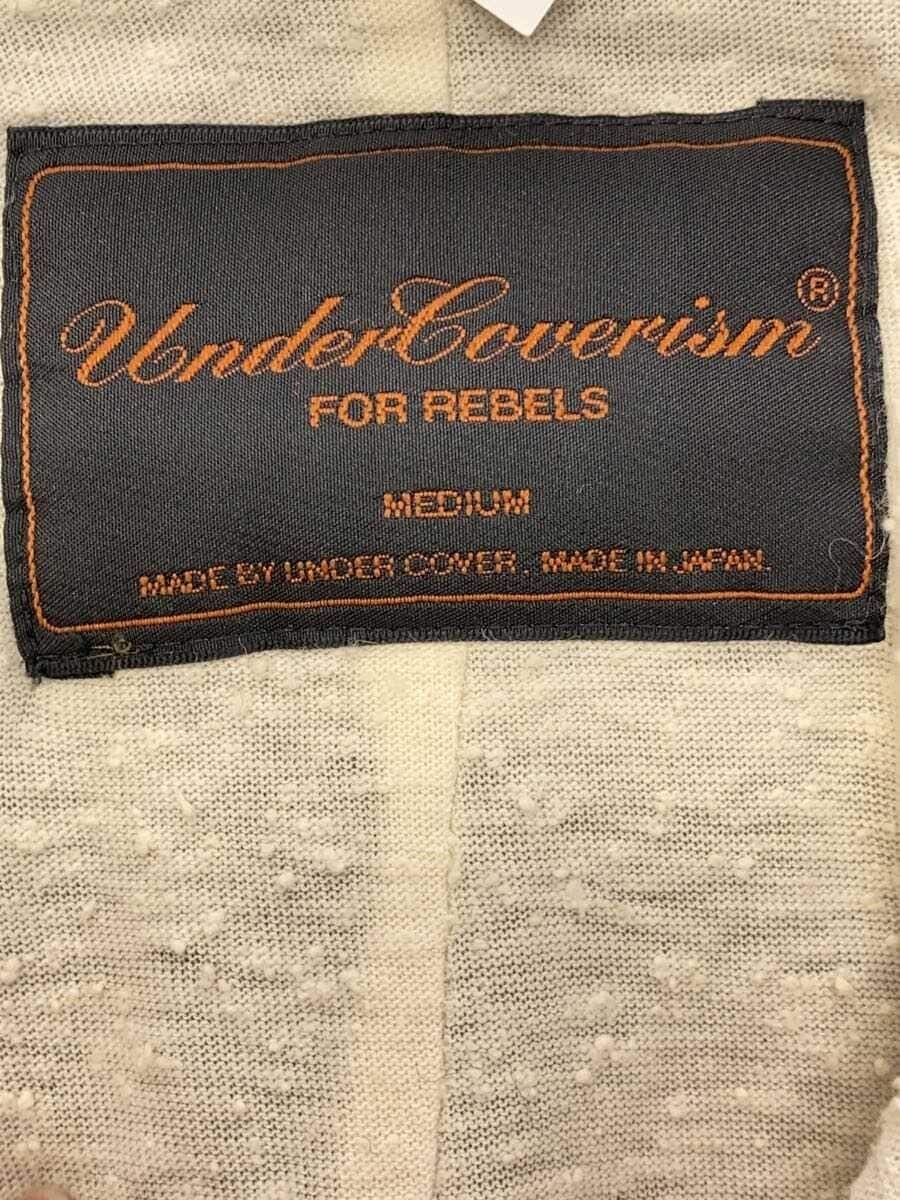 UnderCoverism®
FOR REBELS
MEDIUM
MADE BY UNDER COVER. MADE IN JAPAN.